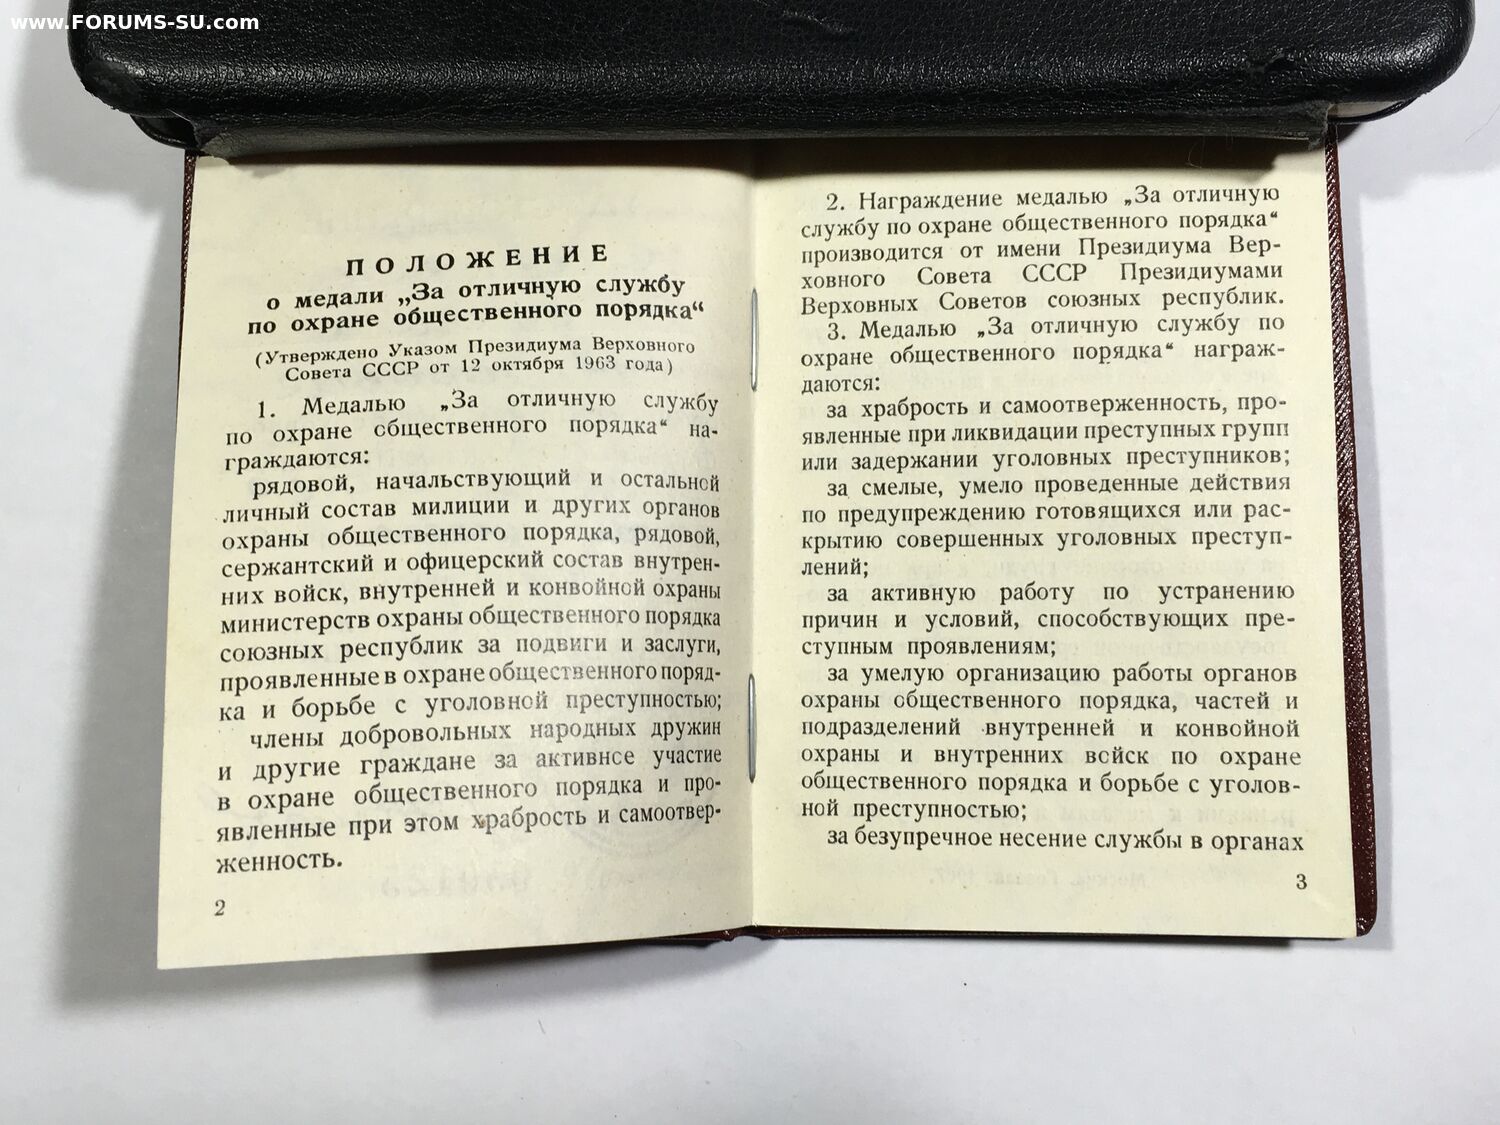 www.FORUMS-SU.com
ПОЛОЖЕНИЕ
о медали „За отличную службу
по охране общественного порядка“
(Утверждено Указом Президиума Верховного
Совета СССР от 12 октября 1963 года)
1. Медалью „За отличную службу
по охране общественного порядка“ на-
граждаются:
рядовой, начальствующий и остальной
личный состав милиции и других органов
охраны общественного порядка, рядовой,
сержантский и офицерский состав внутрен-
них войск, внутренней и конвойной охраны
министерств охраны общественного порядка
союзных республик за подвиги и заслуги,
проявленные в охране общественного поряд-
ка и борьбе с уголовной преступностью;
члены добровольных народных дружин
и другие граждане за активное участие
в охране общественного порядка и про-
явленные при этом храбрость и самоотвер-
женность.
2
2. Награждение медалью „За отличную
службу по охране общественного порядка“
производится от имени Президиума Вер-
ховного Совета СССР Президиумами
Верховных Советов союзных республик.
3. Медалью „За отличную службу по
охране общественного порядка“ награж-
даются:
за храбрость и самоотверженность, про-
явленные при ликвидации преступных групп
или задержании уголовных преступников;
за смелые, умело проведенные действия
по предупреждению готовящихся или рас-
крытию совершенных уголовных преступ-
лений;
за активную работу по устранению
причин и условий, способствующих пре-
ступным проявлениям;
за умелую организацию работы органов
охраны общественного порядка, частей и
подразделений внутренней и конвойной
охраны и внутренних войск по охране
общественного порядка и борьбе с уголов-
ной преступностью;
за безупречное несение службы в органах
3